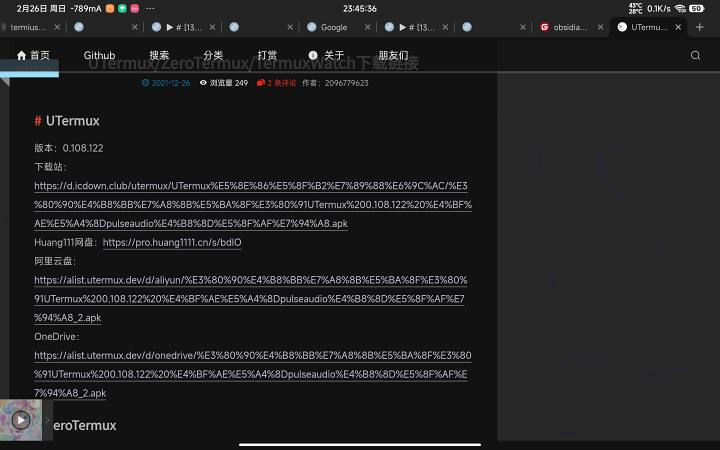 2月26日 周日 -789mA ···
23:45:36
43℃ 28℃ 0.1K/s 50
termius...
▶ # [13...
Google
▶ # [13...
obsidia...
UTermu...
首页 Github 搜索 分类 打赏 关于 朋友们
UTermux/ZeroTermux/TermuxWatch下载链接
2021-12-26 浏览量 249 2 条评论 作者：2096779623
# UTermux
版本：0.108.122
下载站：
https://d.icdown.club/utermux/UTermux%E5%8E%86%E5%8F%B2%E7%89%88%E6%9C%AC/%E3
%80%90%E4%B8%BB%E7%A8%8B%E5%BA%8F%E3%80%91UTermux%200.108.122%20%E4%BF%
AE%E5%A4%8Dpulseaudio%E4%B8%8D%E5%8F%AF%E7%94%A8.apk
Huang111网盘：https://pro.huang1111.cn/s/bdIO
阿里云盘：
https://alist.utermux.dev/d/aliyun/%E3%80%90%E4%B8%BB%E7%A8%8B%E5%BA%8F%E3%80%
91UTermux%200.108.122%20%E4%BF%AE%E5%A4%8Dpulseaudio%E4%B8%8D%E5%8F%AF%E7
%94%A8_2.apk
OneDrive：
https://alist.utermux.dev/d/onedrive/%E3%80%90%E4%B8%BB%E7%A8%8B%E5%BA%8F%E3%80
%91UTermux%200.108.122%20%E4%BF%AE%E5%A4%8Dpulseaudio%E4%B8%8D%E5%8F%AF%E
7%94%A8_2.apk
eroTermux